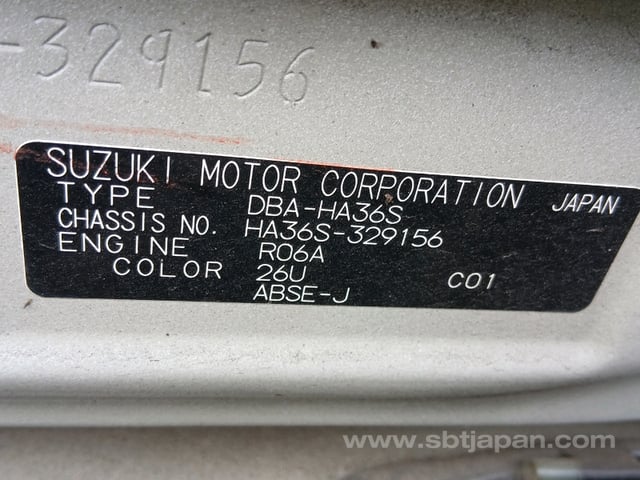 -329156
SUZUKI MOTOR CORPORATION JAPAN
TYPE DBA-HA36S
CHASSIS NO. HA36S-329156
ENGINE R06A
COLOR 26U C01
ABSE-J
www.sbtjapan.com